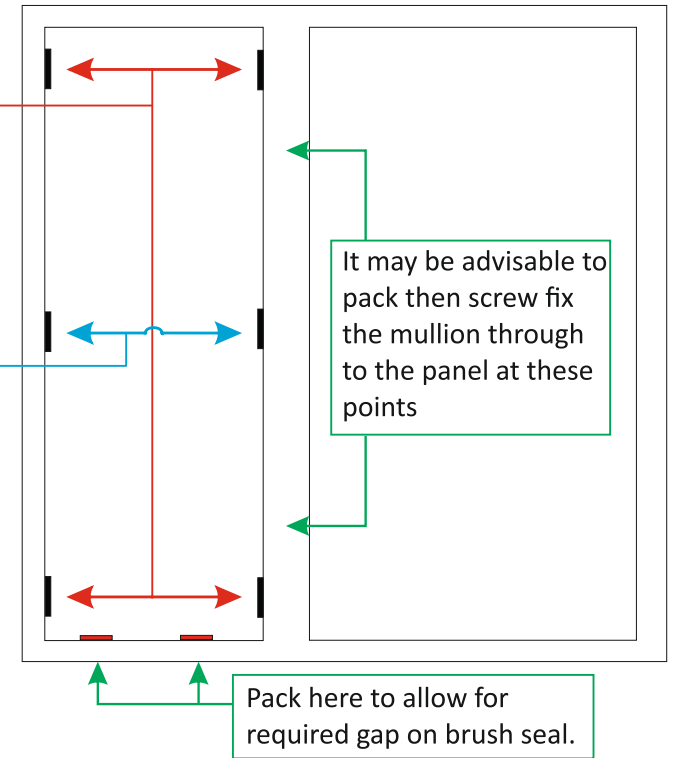 It may be advisable to
pack then screw fix
the mullion through
to the panel at these
points
Pack here to allow for
required gap on brush seal.